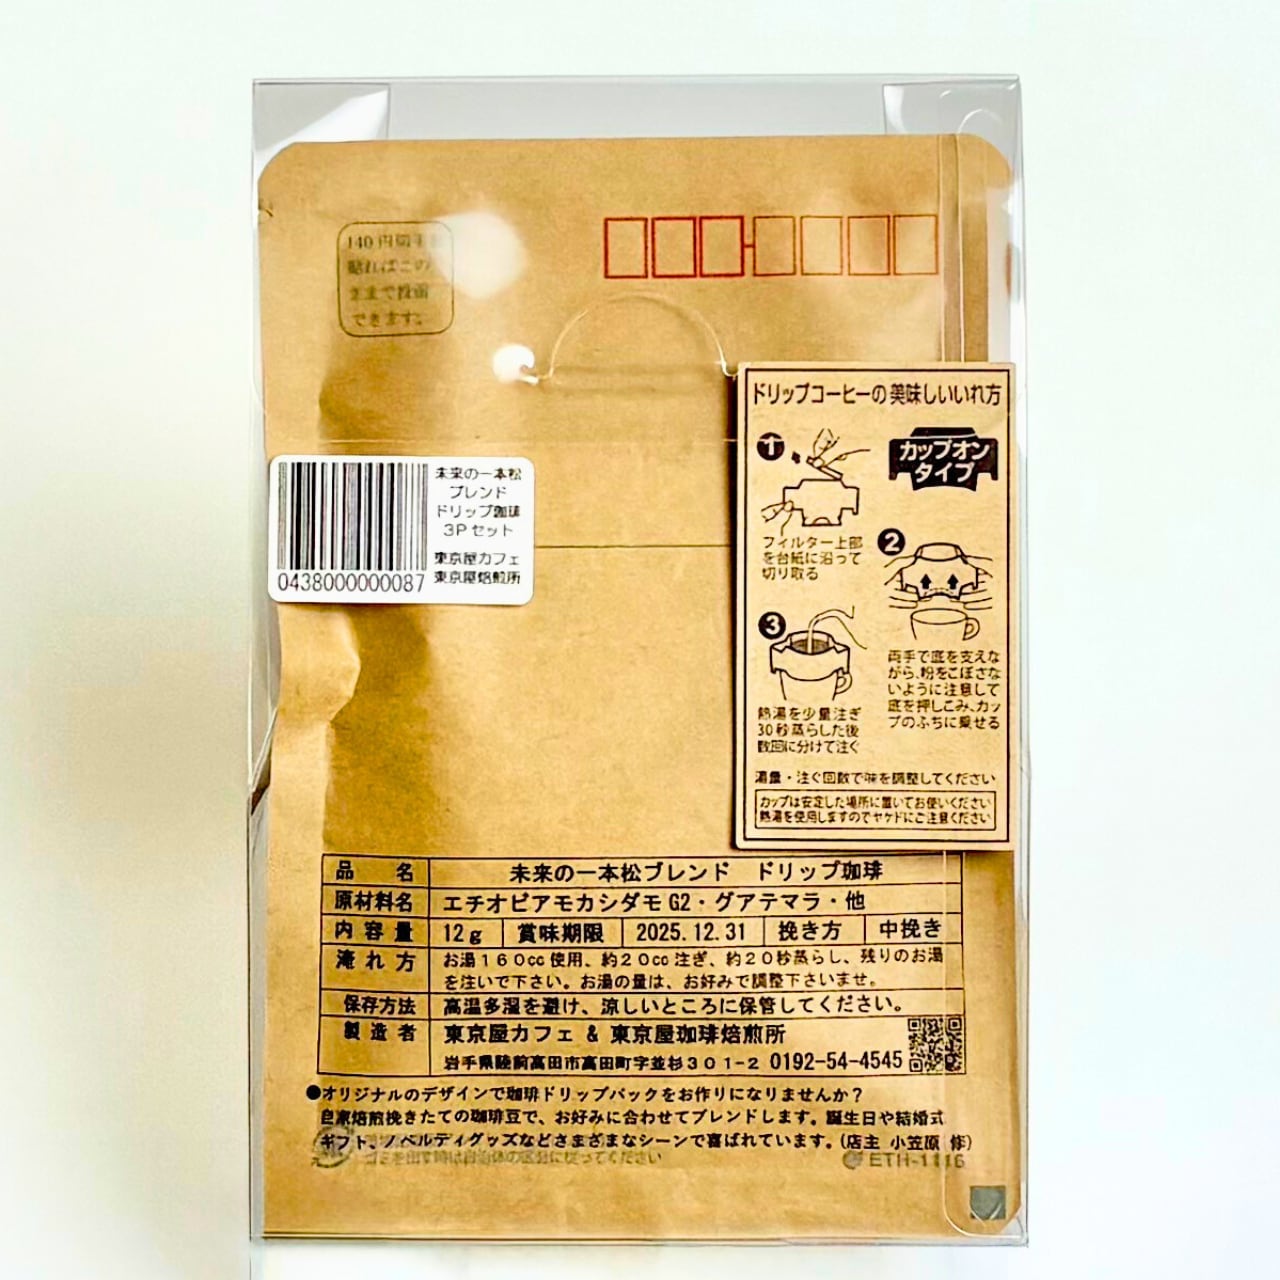 140円切手を
貼ればこの
ままで投函
できます。
未来の一本松
ブレンド
ドリップ珈琲
3Pセット
東京屋カフェ
東京屋焙煎所
0438000000087
ドリップコーヒーの美味しいいれ方
カップオン
タイプ
1
フィルター上部
を台紙に沿って
切り取る
2
両手で底を支えな
がら、粉をこぼさな
いように注意して
底を押しこみ、カッ
プのふちに乗せる
3
熱湯を少量注ぎ
30秒蒸らした後
数回に分けて注ぐ
湯量・注ぐ回数で味を調整してください
カップは安定した場所に置いてお使いください
熱湯を使用しますのでヤケドにご注意ください
品名 未来の一本松ブレンド ドリップ珈琲
原材料名 エチオピアモカシダモG2・グアテマラ・他
内容量 12g 賞味期限 2025.12.31 挽き方 中挽き
淹れ方 お湯160cc使用、約20cc注ぎ、約20秒蒸らし、残りのお湯
を注いで下さい。お湯の量は、お好みで調整下さいませ。
保存方法 高温多湿を避け、涼しいところに保管してください。
製造者 東京屋カフェ & 東京屋珈琲焙煎所
岩手県陸前高田市高田町字並杉301-2 0192-54-4545
●オリジナルのデザインで珈琲ドリップパックをお作りになりませんか?
自家焙煎挽きたての珈琲豆で、お好みに合わせてブレンドします。誕生日や結婚式
ギフト、ノベルティグッズなどさまざまなシーンで喜ばれています。(店主 小笠原 修)
ゴミを出す時は自治体の区分に従ってください
ETH-1116